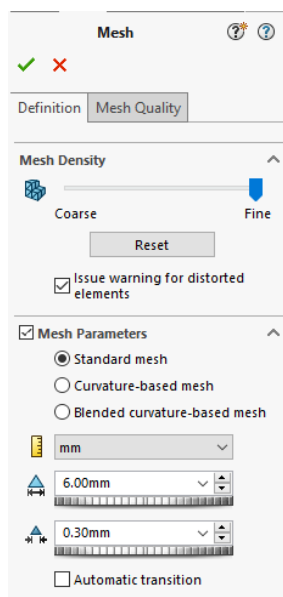 Mesh
Definition
Mesh Quality
Mesh Density
Coarse
Fine
Reset
Issue warning for distorted
elements
Mesh Parameters
Standard mesh
Curvature-based mesh
Blended curvature-based mesh
mm
6.00mm
0.30mm
Automatic transition